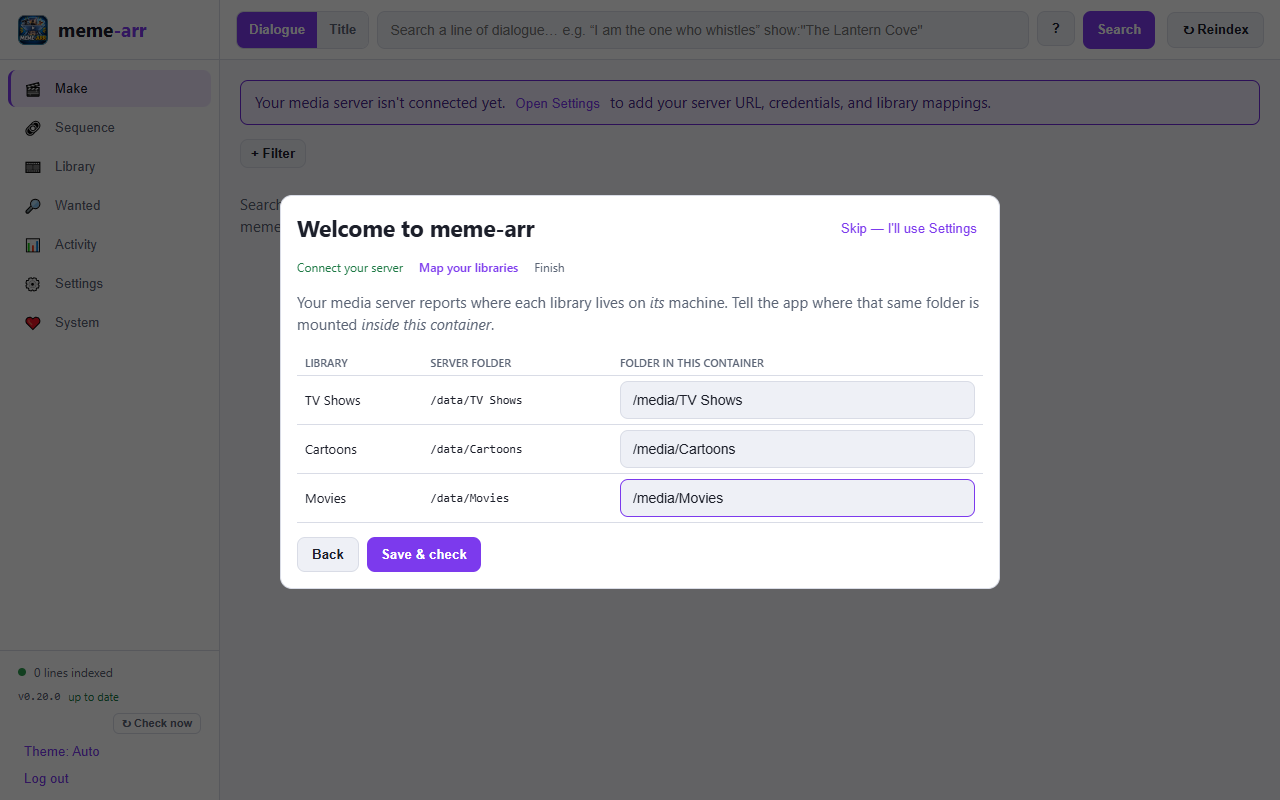 meme-arr
Dialogue
Title
Search a line of dialogue… e.g. "I am the one who whistles" show:"The Lantern Cove"
?
Search
↻ Reindex
Make
Sequence
Library
Wanted
Activity
Settings
System
Your media server isn't connected yet. Open Settings to add your server URL, credentials, and library mappings.
+ Filter
Search
meme
Welcome to meme-arr
Skip — I'll use Settings
Connect your server
Map your libraries
Finish
Your media server reports where each library lives on its machine. Tell the app where that same folder is
mounted inside this container.
LIBRARY SERVER FOLDER FOLDER IN THIS CONTAINER
TV Shows /data/TV Shows /media/TV Shows
Cartoons /data/Cartoons /media/Cartoons
Movies /data/Movies /media/Movies
Back
Save & check
0 lines indexed
v0.20.0 up to date
↻ Check now
Theme: Auto
Log out